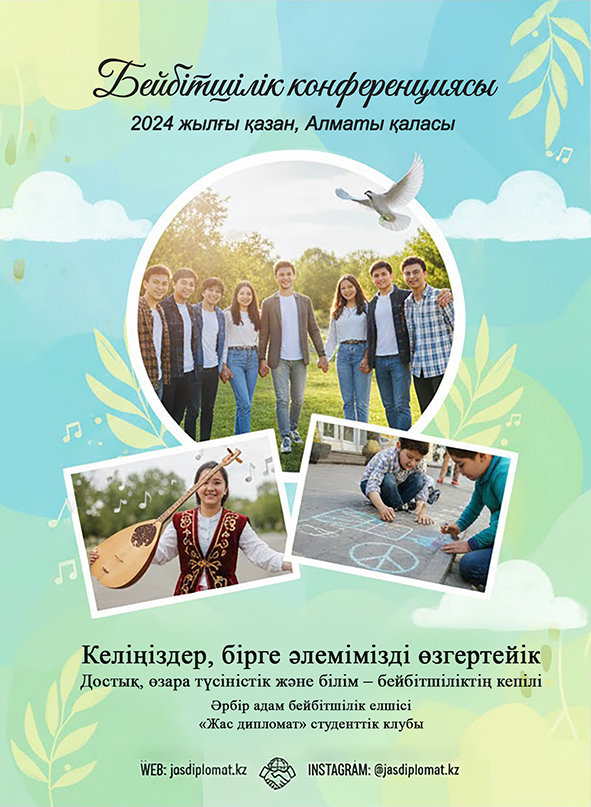 Бейбітшілік конференциясы
2024 жылғы қазан, Алматы қаласы
Келіңіздер, бірге әлемімізді өзгертейік
Достық, өзара түсіністік және білім – бейбітшіліктің кепілі
Әрбір адам бейбітшілік елшісі
«Жас дипломат» студенттік клубы
WEB: jasdiplomat.kz INSTAGRAM: @jasdiplomat.kz